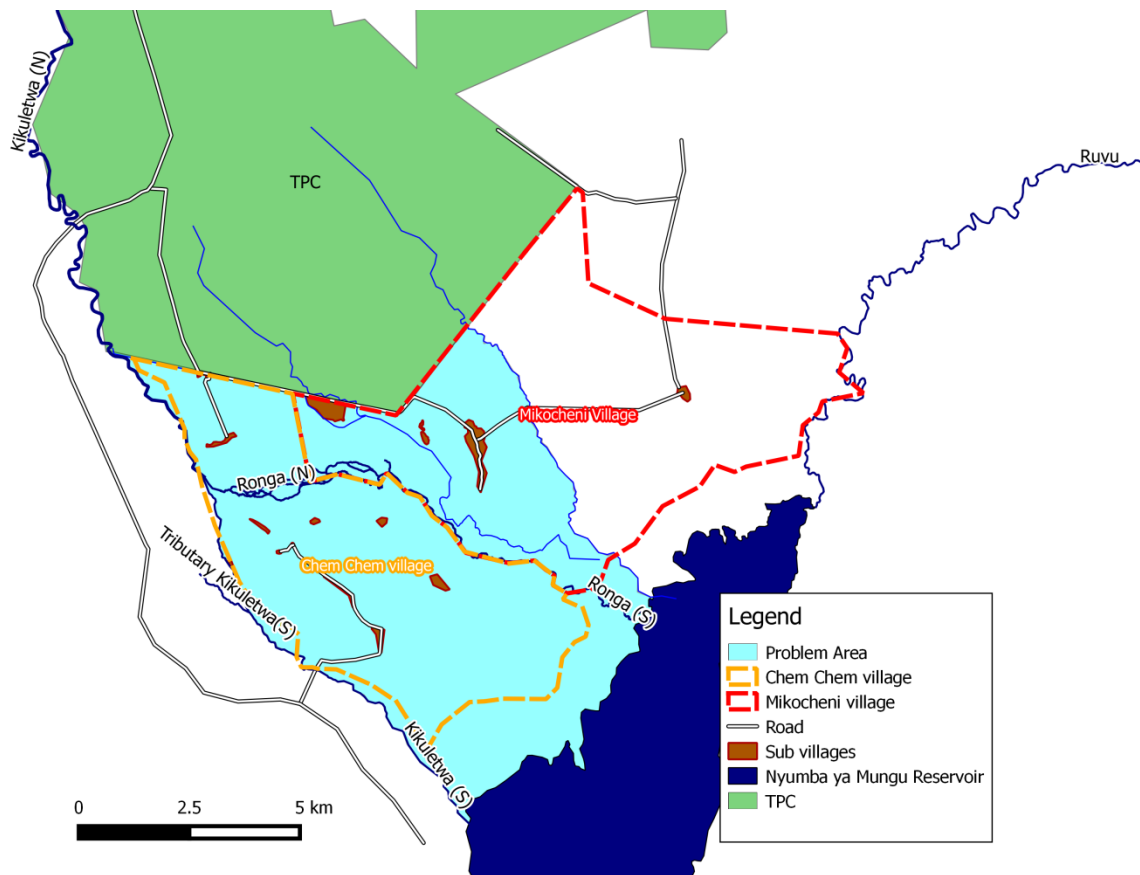 Kikuletwa (N)
TPC
Ruvu
Mikocheni Village
Ronga (N)
Chem Chem village
Tributary Kikuletwa(S)
Ronga (S)
Kikuletwa (S)
Legend
Problem Area
Chem Chem village
Mikocheni village
Road
Sub villages
Nyumba ya Mungu Reservoir
TPC
0 2.5 5 km